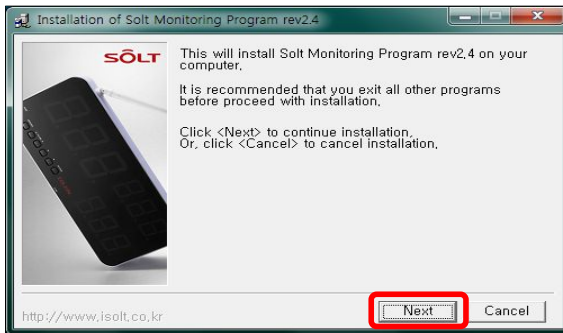 Installation of Solt Monitoring Program rev2.4
SÔLT
This will install Solt Monitoring Program rev2.4 on your
computer.
It is recommended that you exit all other programs
before proceed with installation.
Click <Next> to continue installation.
Or, click <Cancel> to cancel installation.
http://www.isolt.co.kr
Next
Cancel